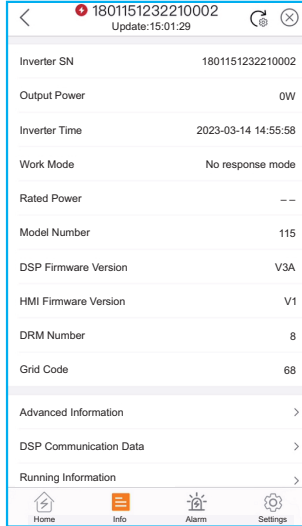 1801151232210002
Update:15:01:29
Inverter SN 1801151232210002
Output Power 0W
Inverter Time 2023-03-14 14:55:58
Work Mode No response mode
Rated Power --
Model Number 115
DSP Firmware Version V3A
HMI Firmware Version V1
DRM Number 8
Grid Code 68
Advanced Information
DSP Communication Data
Running Information
Home Info Alarm Settings